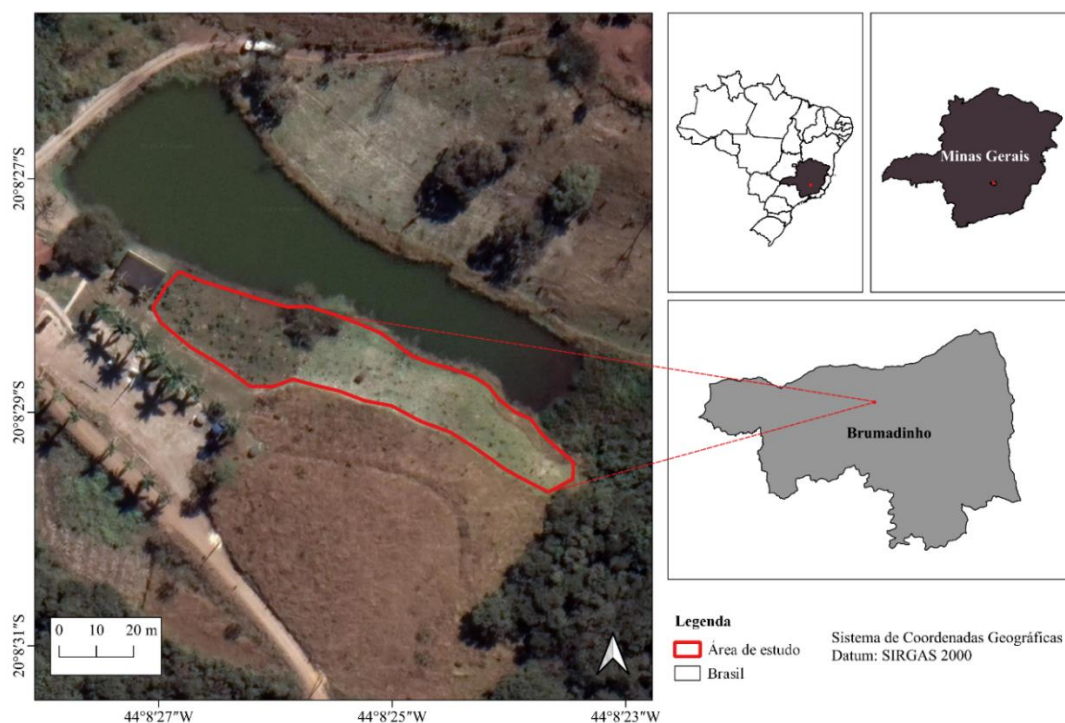 20°8'27"S
20°8'29"S
20°8'31"S
0 10 20 m
44°8'27"W
44°8'25"W
44°8'23"W
Minas Gerais
Brumadinho
Legenda
Área de estudo
Brasil
Sistema de Coordenadas Geográficas
Datum: SIRGAS 2000